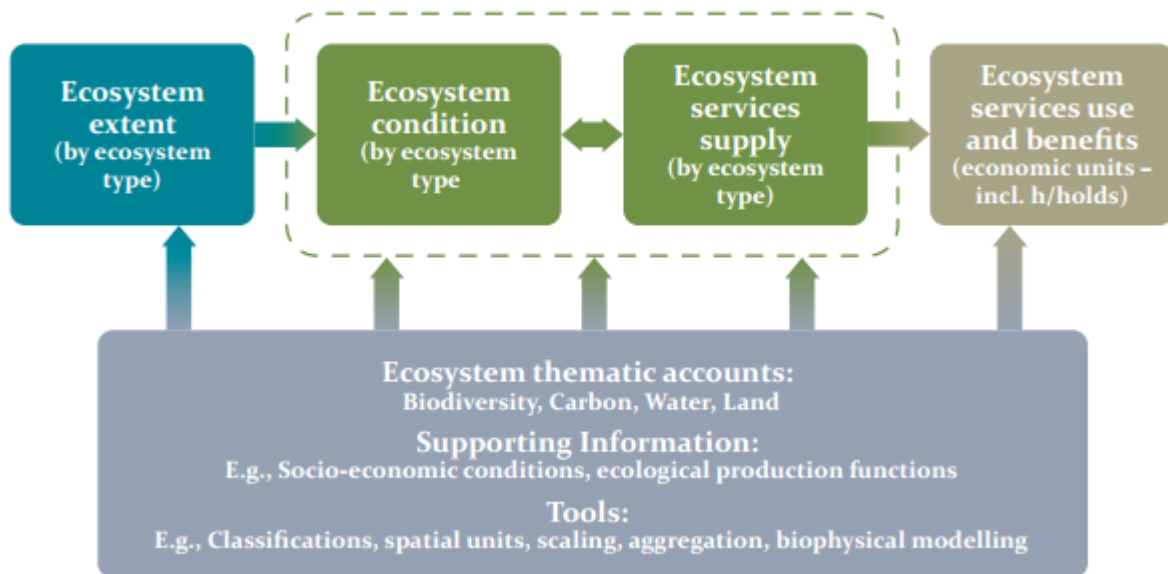 Ecosystem
extent
(by ecosystem
type)
Ecosystem
condition
(by ecosystem
type
Ecosystem
services
supply
(by ecosystem
type)
Ecosystem
services use
and benefits
(economic units –
incl. h/holds)
Ecosystem thematic accounts:
Biodiversity, Carbon, Water, Land
Supporting Information:
E.g., Socio-economic conditions, ecological production functions
Tools:
E.g., Classifications, spatial units, scaling, aggregation, biophysical modelling